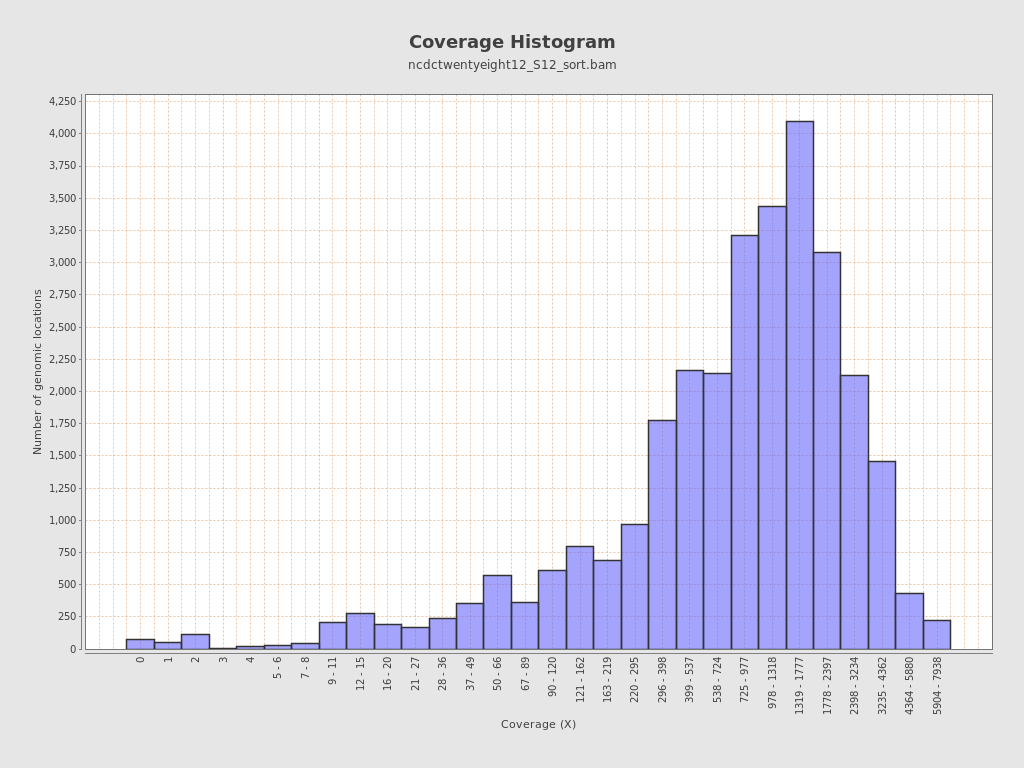 Coverage Histogram
ncdctwentyeight12_S12_sort.bam
Number of genomic locations
4,250
4,000
3,750
3,500
3,250
3,000
2,750
2,500
2,250
2,000
1,750
1,500
1,250
1,000
750
500
250
0
0
1
2
3
4
5 - 6
7 - 8
9 - 11
12 - 15
16 - 20
21 - 27
28 - 36
37 - 49
50 - 66
67 - 89
90 - 120
121 - 162
163 - 219
220 - 295
296 - 398
399 - 537
538 - 724
725 - 977
978 - 1318
1319 - 1777
1778 - 2397
2398 - 3234
3235 - 4362
4364 - 5880
5904 - 7938
Coverage (X)